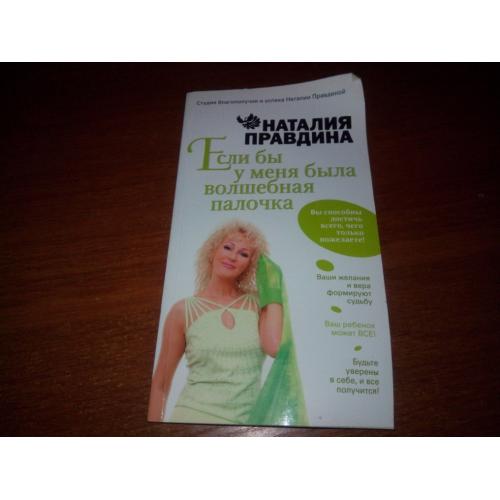 Студия благополучия и успеха Наталии Правдиной
НАТАЛИЯ
ПРАВДИНА
Если бы
у меня была
волшебная
палочка
Вы способны
достичь
всего, чего
только
пожелаете!
Ваши желания
и вера
формируют
судьбу
Ваш ребенок
может ВСЕ!
Будьте
уверены
в себе, и все
получится!